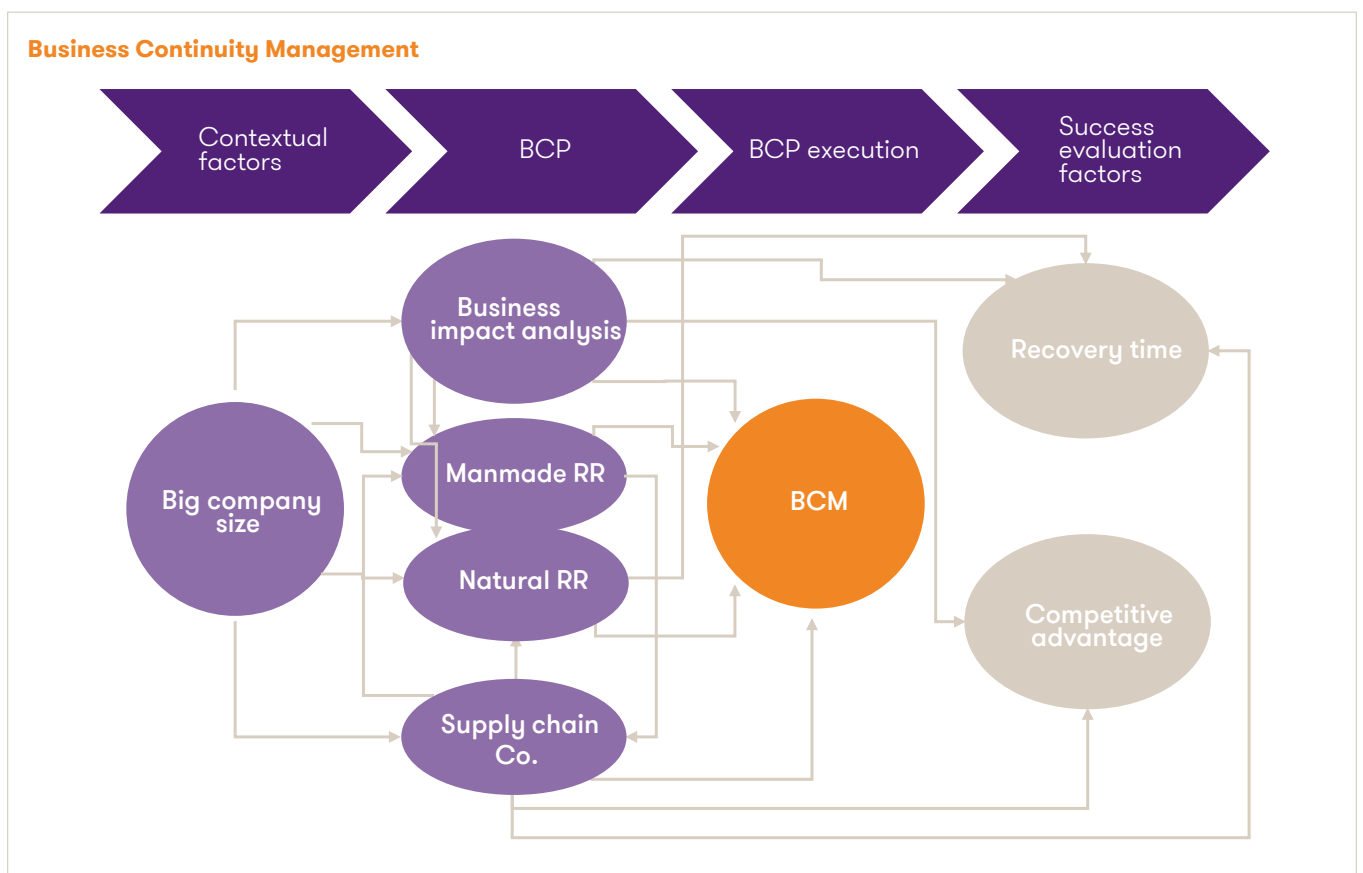 Business Continuity Management
Contextual
factors
BCP
BCP execution
Success
evaluation
factors
Business
impact analysis
Recovery time
Manmade RR
Big company
size
BCM
Natural RR
Competitive
advantage
Supply chain
Co.